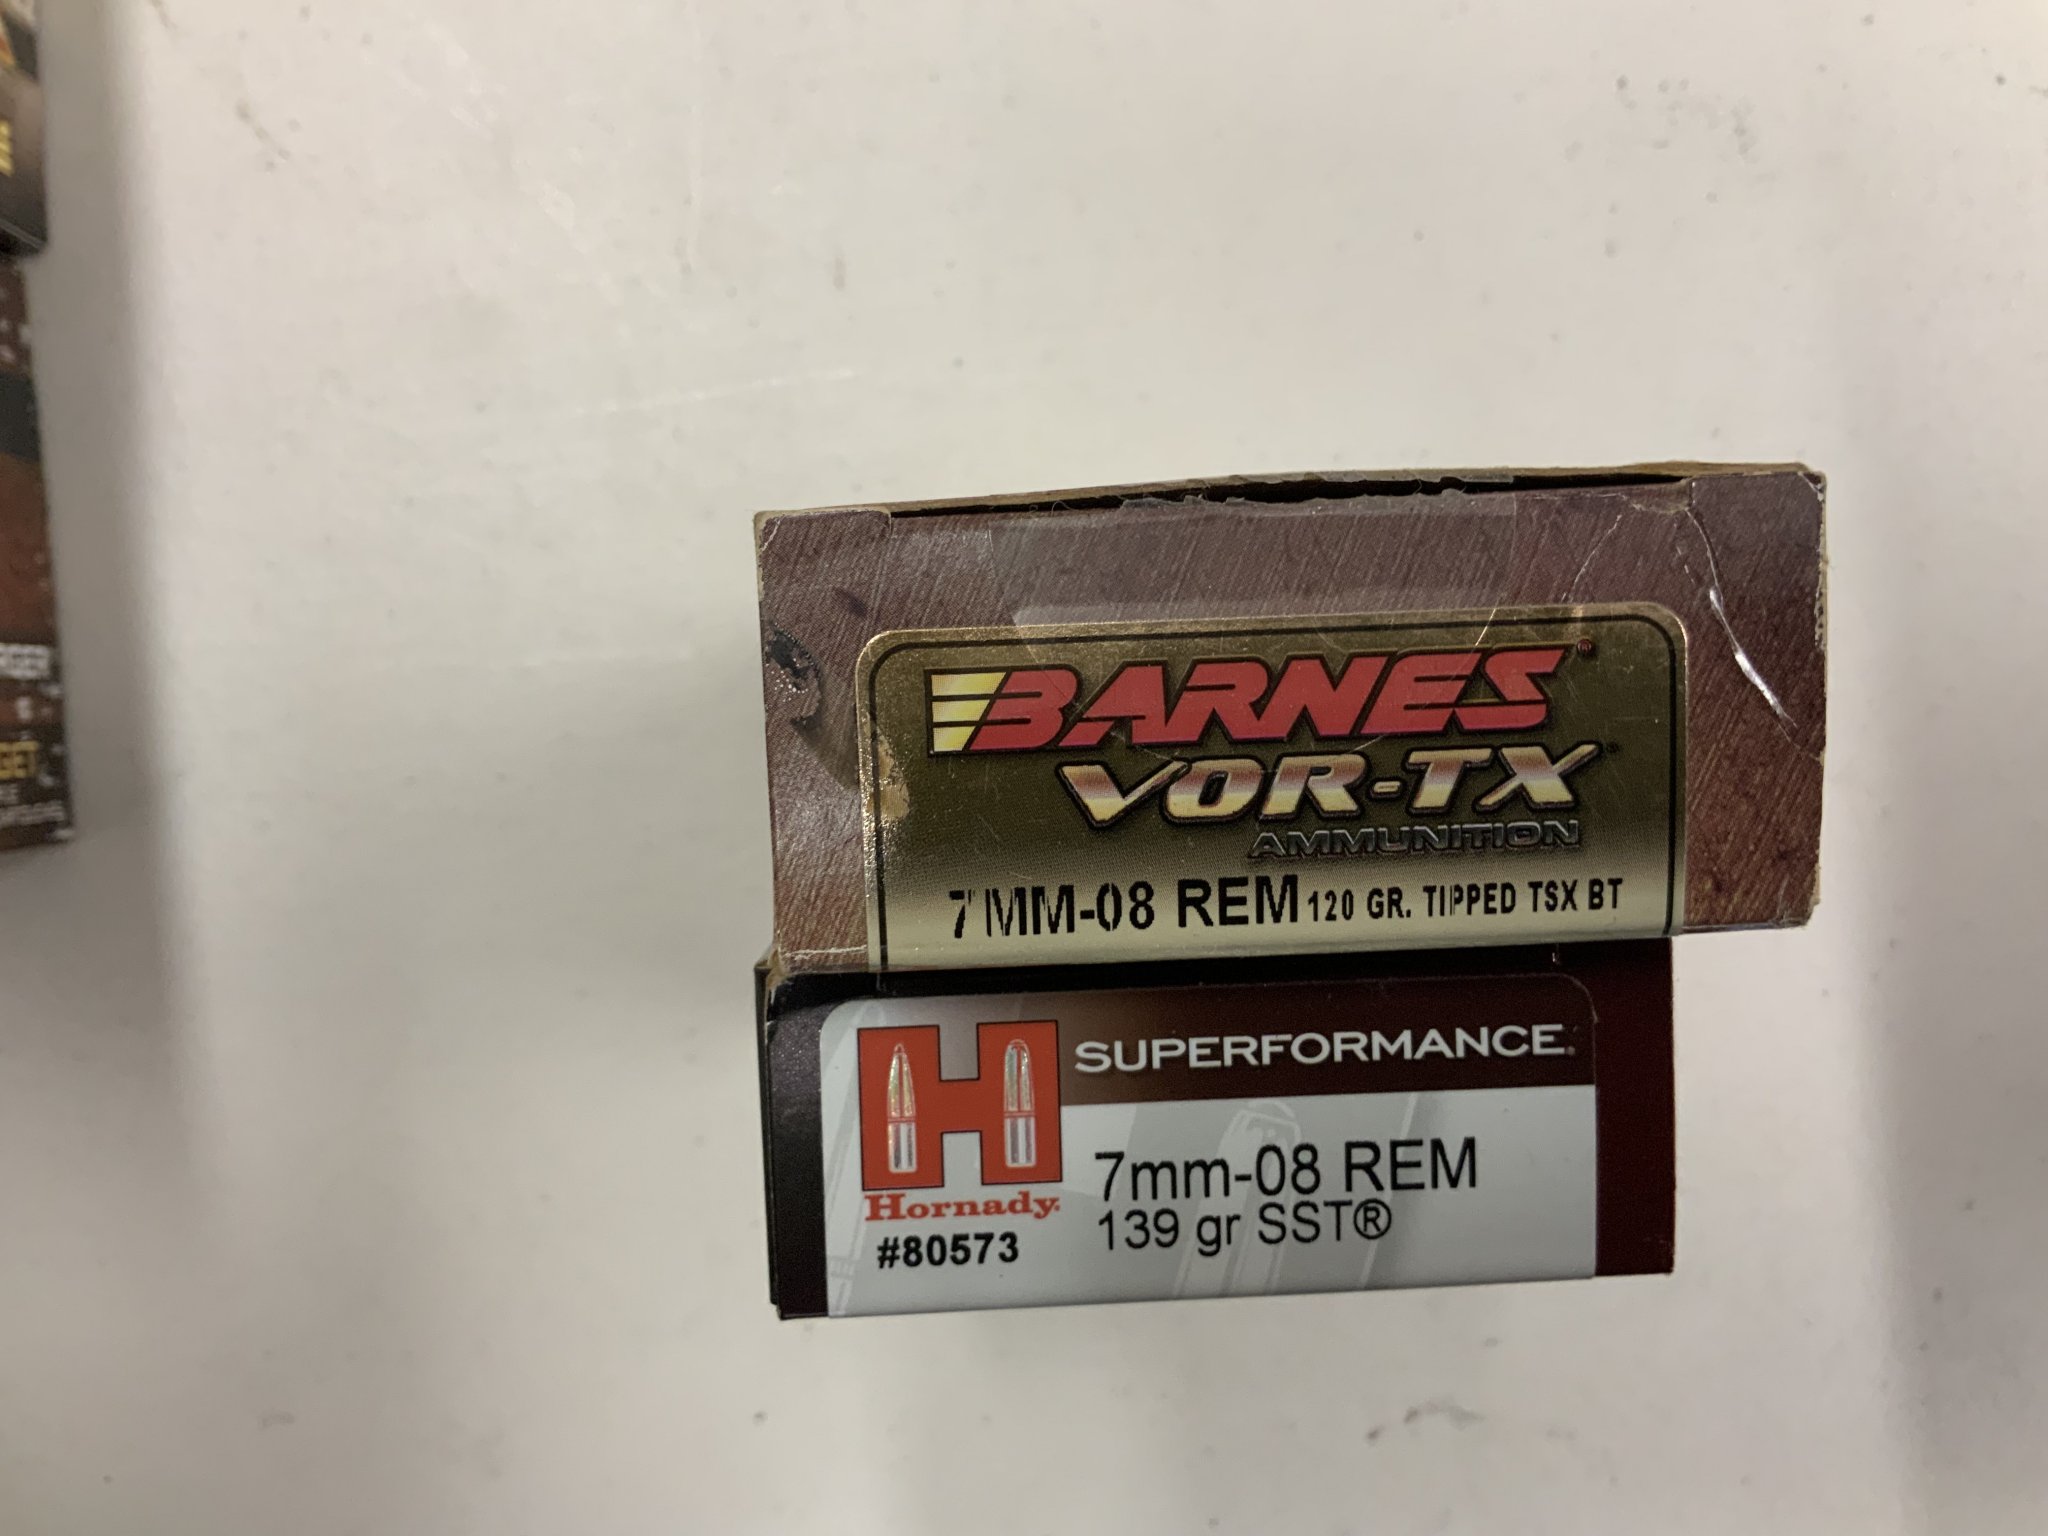 RGET
BARNES®
VOR-TX
AMMUNITION
7MM-08 REM 120 GR. TIPPED TSX BT
SUPERFORMANCE®
H
Hornady®
#80573
7mm-08 REM
139 gr SST®